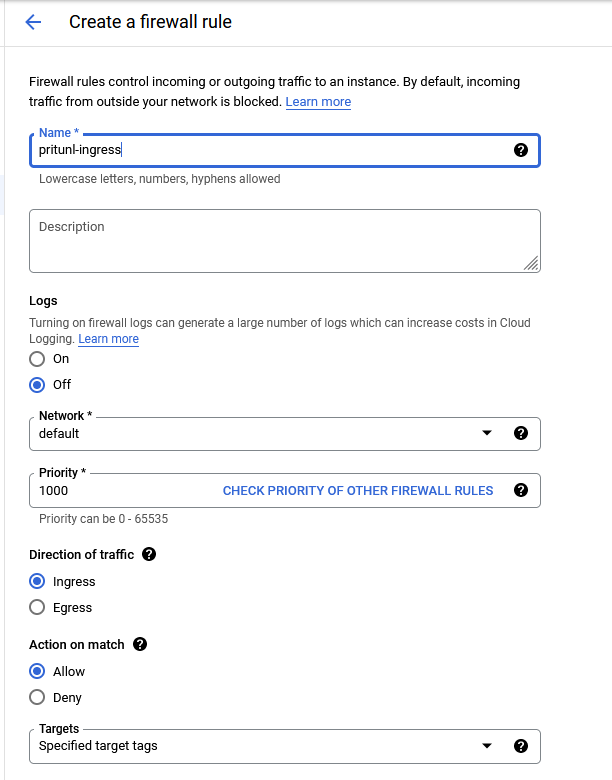 Create a firewall rule
Firewall rules control incoming or outgoing traffic to an instance. By default, incoming
traffic from outside your network is blocked. Learn more
Name *
pritunl-ingress
Lowercase letters, numbers, hyphens allowed
Description
Logs
Turning on firewall logs can generate a large number of logs which can increase costs in Cloud
Logging. Learn more
On
Off
Network *
default
Priority *
1000 CHECK PRIORITY OF OTHER FIREWALL RULES
Priority can be 0 - 65535
Direction of traffic
Ingress
Egress
Action on match
Allow
Deny
Targets
Specified target tags